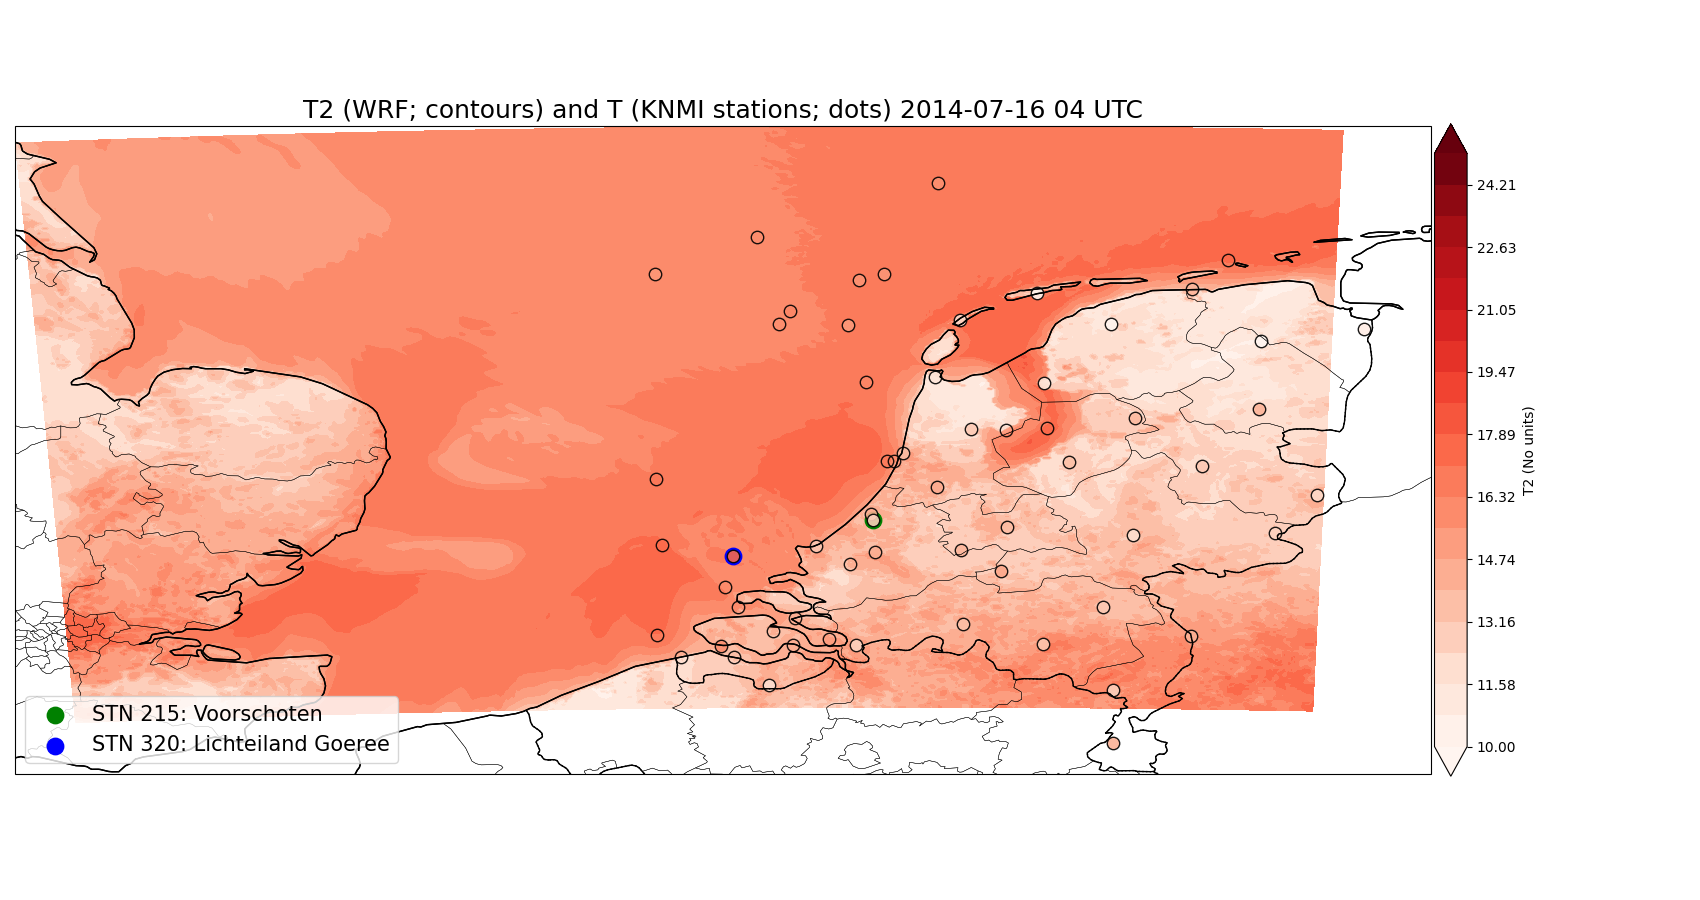 T2 (WRF; contours) and T (KNMI stations; dots) 2014-07-16 04 UTC
24.21
22.63
21.05
19.47
17.89
16.32
14.74
13.16
11.58
10.00
T2 (No units)
STN 215: Voorschoten
STN 320: Lichteiland Goeree